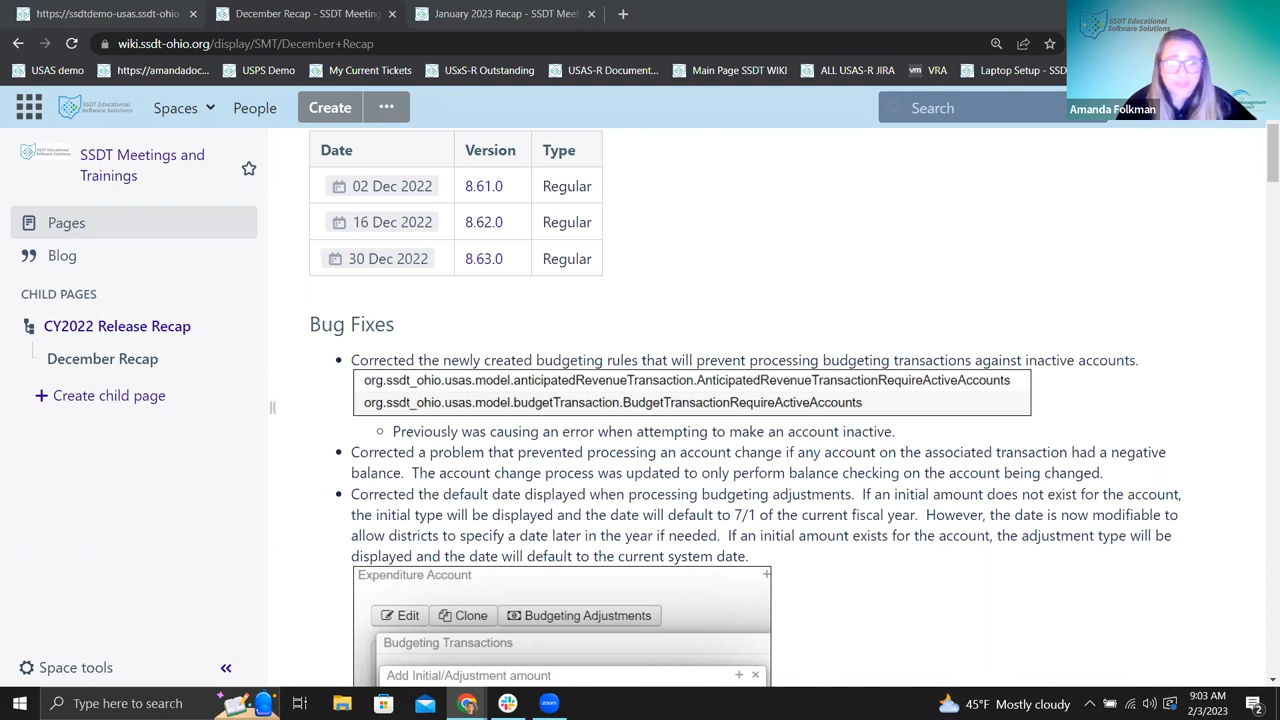 https://ssdtdemo-usas.ssdt-ohio
December Recap - SSDT Meeting
January 2023 Recap - SSDT Meet
wiki.ssdt-ohio.org/display/SMT/December+Recap
USAS demo
https://amandadoc...
USPS Demo
My Current Tickets
USxS-R Outstanding
USAS-R Document...
Main Page SSDT WIKI
ALL USAS-R JIRA
vm
VRA
Laptop Setup - SSD
SSDT Educational
Software Solutions
Amanda Folkman
SSDT Educational
Software Solutions
Spaces
People
Create
Search
SSDT Meetings and
Trainings
Pages
Blog
CHILD PAGES
CY2022 Release Recap
December Recap
+ Create child page
Space tools
Date Version Type
02 Dec 2022 8.61.0 Regular
16 Dec 2022 8.62.0 Regular
30 Dec 2022 8.63.0 Regular
Bug Fixes
• Corrected the newly created budgeting rules that will prevent processing budgeting transactions against inactive accounts.
org.ssdt_ohio.usas.model.anticipatedRevenueTransaction.AnticipatedRevenueTransactionRequireActiveAccounts
org.ssdt_ohio.usas.model.budgetTransaction.BudgetTransactionRequireActiveAccounts
○ Previously was causing an error when attempting to make an account inactive.
• Corrected a problem that prevented processing an account change if any account on the associated transaction had a negative
balance. The account change process was updated to only perform balance checking on the account being changed.
• Corrected the default date displayed when processing budgeting adjustments. If an initial amount does not exist for the account,
the initial type will be displayed and the date will default to 7/1 of the current fiscal year. However, the date is now modifiable to
allow districts to specify a date later in the year if needed. If an initial amount exists for the account, the adjustment type will be
displayed and the date will default to the current system date.
Expenditure Account
Edit
Clone
Budgeting Adjustments
Budgeting Transactions
Add Initial/Adjustment amount
Type here to search
zoom
45°F Mostly cloudy
9:03 AM
2/3/2023
2